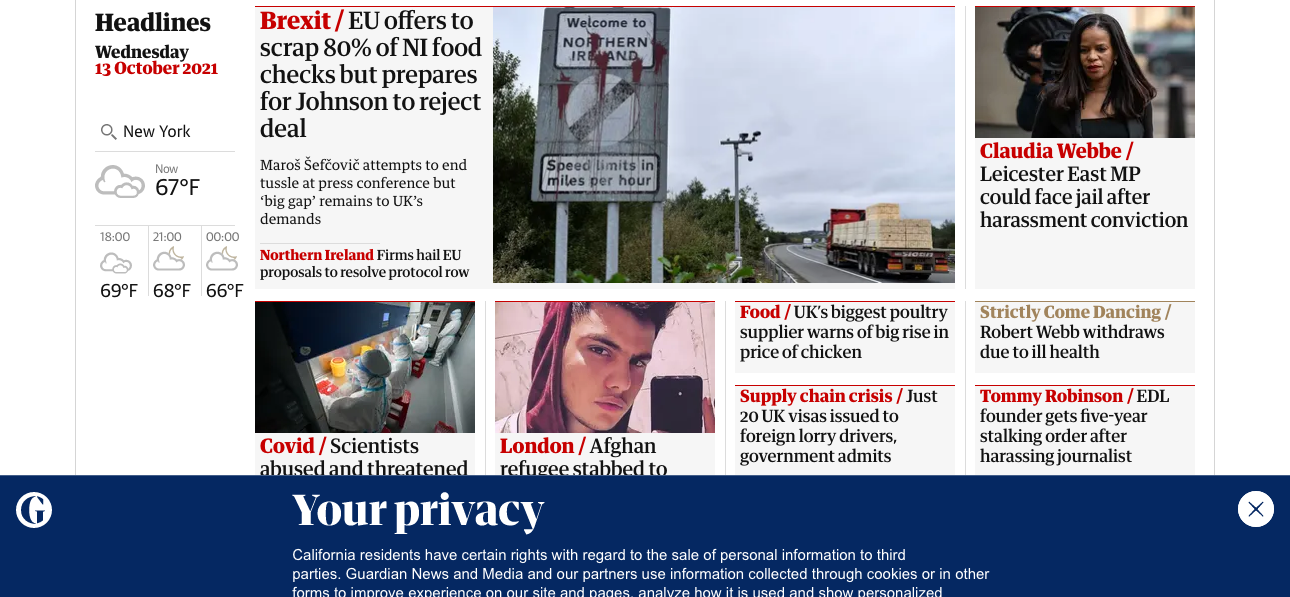 Headlines
Wednesday
13 October 2021
New York
Now
67°F
18:00
21:00
00:00
69°F
68°F
66°F
Brexit / EU offers to
scrap 80% of NI food
checks but prepares
for Johnson to reject
deal
Maroš Šefčovič attempts to end
tussle at press conference but
‘big gap’ remains to UK’s
demands
Northern Ireland Firms hail EU
proposals to resolve protocol row
Welcome to
NORTHERN
IRELAND
Speed limits in
miles per hour
Claudia Webbe /
Leicester East MP
could face jail after
harassment conviction
Covid / Scientists
abused and threatened
London / Afghan
refugee stabbed to
Food / UK’s biggest poultry
supplier warns of big rise in
price of chicken
Supply chain crisis / Just
20 UK visas issued to
foreign lorry drivers,
government admits
Strictly Come Dancing /
Robert Webb withdraws
due to ill health
Tommy Robinson / EDL
founder gets five-year
stalking order after
harassing journalist
Your privacy
California residents have certain rights with regard to the sale of personal information to third
parties. Guardian News and Media and our partners use information collected through cookies or in other
forms to improve experience on our site and pages, analyze how it is used and show personalized